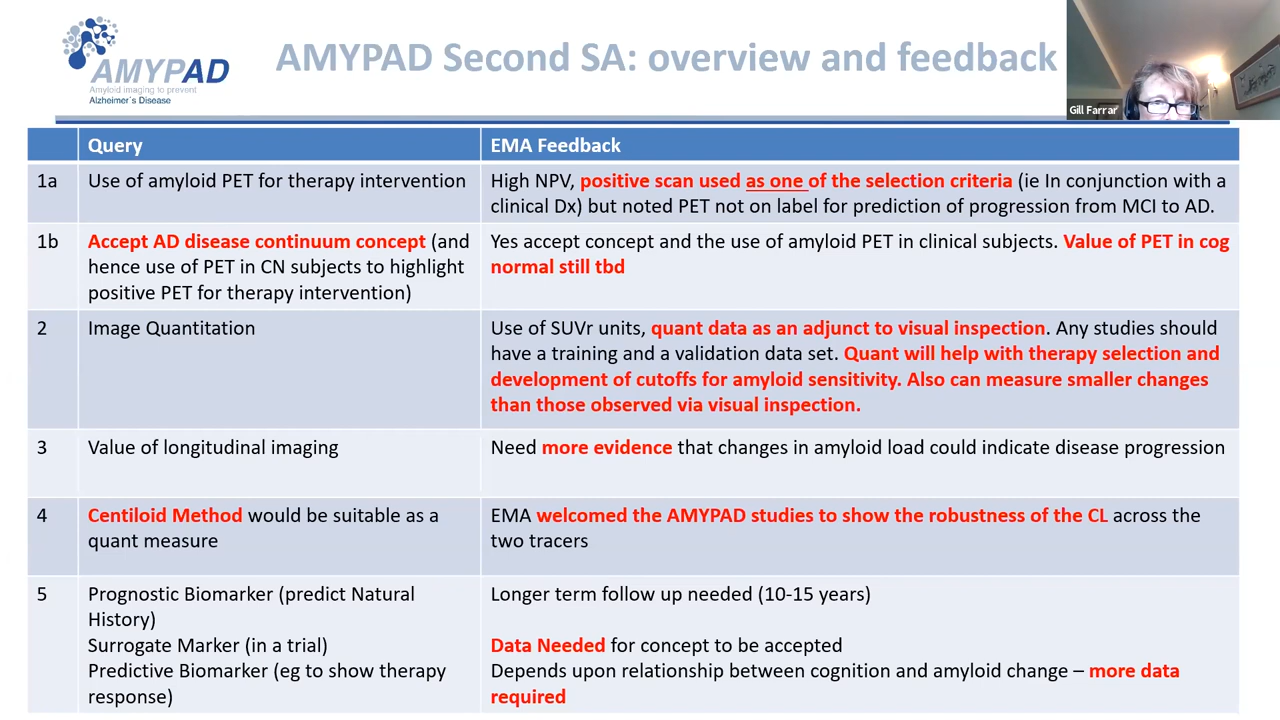 AMYPAD
Amyloid imaging to prevent
Alzheimer's Disease
AMYPAD Second SA: overview and feedback
Gill Farrar
Query
EMA Feedback
1a
Use of amyloid PET for therapy intervention
High NPV, positive scan used as one of the selection criteria (ie In conjunction with a
clinical Dx) but noted PET not on label for prediction of progression from MCI to AD.
1b
Accept AD disease continuum concept (and
hence use of PET in CN subjects to highlight
positive PET for therapy intervention)
Yes accept concept and the use of amyloid PET in clinical subjects. Value of PET in cog
normal still tbd
2
Image Quantitation
Use of SUVr units, quant data as an adjunct to visual inspection. Any studies should
have a training and a validation data set. Quant will help with therapy selection and
development of cutoffs for amyloid sensitivity. Also can measure smaller changes
than those observed via visual inspection.
3
Value of longitudinal imaging
Need more evidence that changes in amyloid load could indicate disease progression
4
Centiloid Method would be suitable as a
quant measure
EMA welcomed the AMYPAD studies to show the robustness of the CL across the
two tracers
5
Prognostic Biomarker (predict Natural
History)
Surrogate Marker (in a trial)
Predictive Biomarker (eg to show therapy
response)
Longer term follow up needed (10-15 years)
Data Needed for concept to be accepted
Depends upon relationship between cognition and amyloid change – more data
required